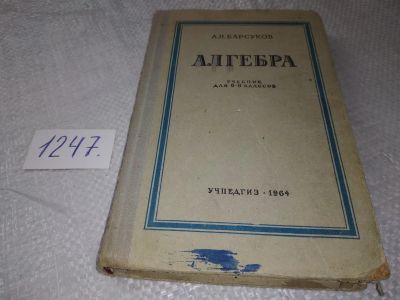 А.Н.БАРСУКОВ
АЛГЕБРА
УЧЕБНИК
ДЛЯ 6-8 КЛАССОВ
УЧПЕДГИЗ · 1964
1247.